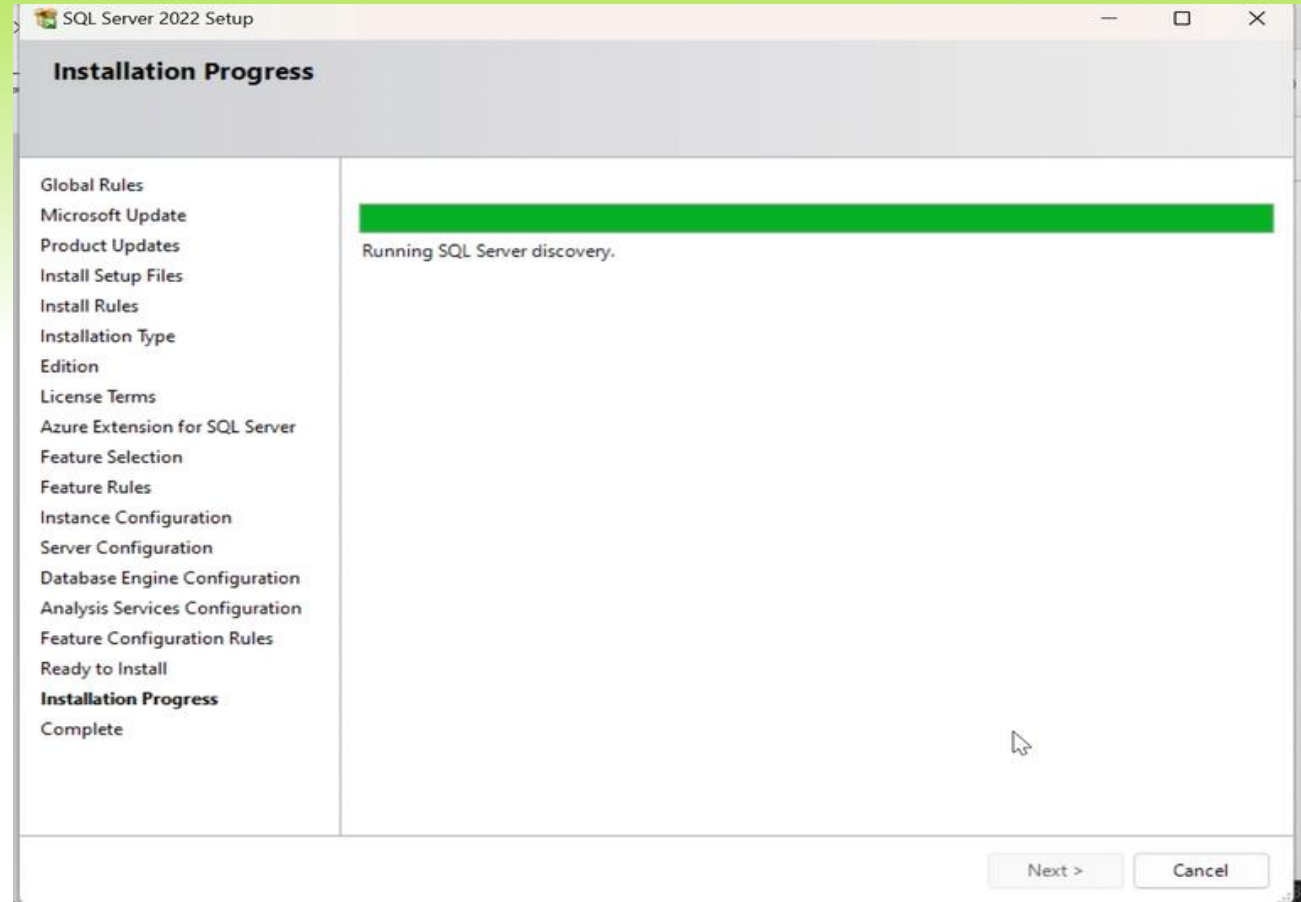 SQL Server 2022 Setup
Installation Progress
Global Rules
Microsoft Update
Product Updates
Install Setup Files
Install Rules
Installation Type
Edition
License Terms
Azure Extension for SQL Server
Feature Selection
Feature Rules
Instance Configuration
Server Configuration
Database Engine Configuration
Analysis Services Configuration
Feature Configuration Rules
Ready to Install
Installation Progress
Complete
Running SQL Server discovery.
Next >
Cancel